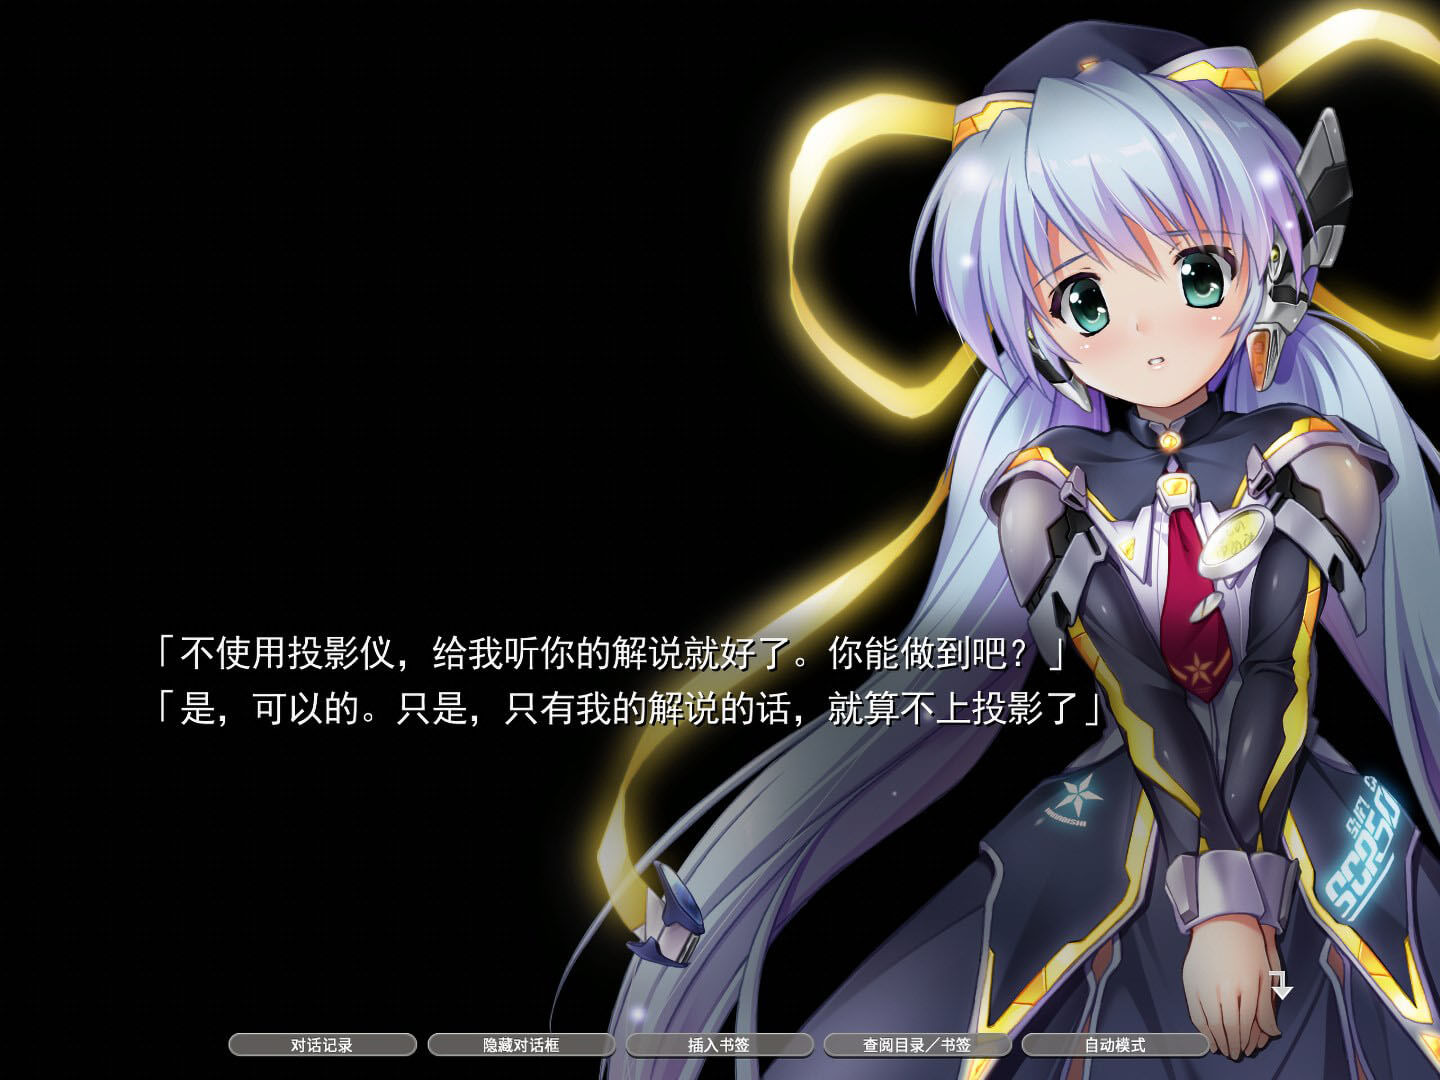 「不使用投影仪，给我听你的解说就好了。你能做到吧？」
「是，可以的。只是，只有我的解说的话，就算不上投影了」
对话记录
隐藏对话框
插入书签
查阅目录／书签
自动模式